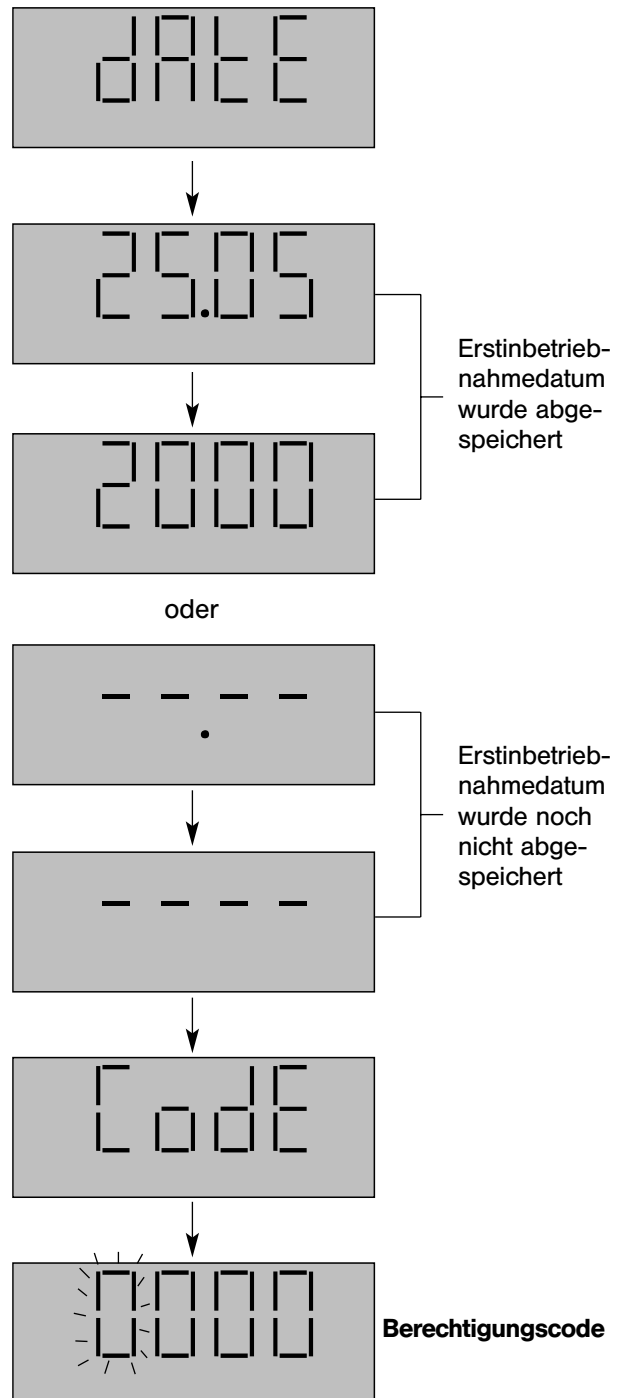 dAtE
25.05
Erstinbetrieb-
nahmedatum
wurde abge-
speichert
2000
oder
- - - -
.
Erstinbetrieb-
nahmedatum
wurde noch
nicht abge-
speichert
- - - -
CodE
0000
Berechtigungscode